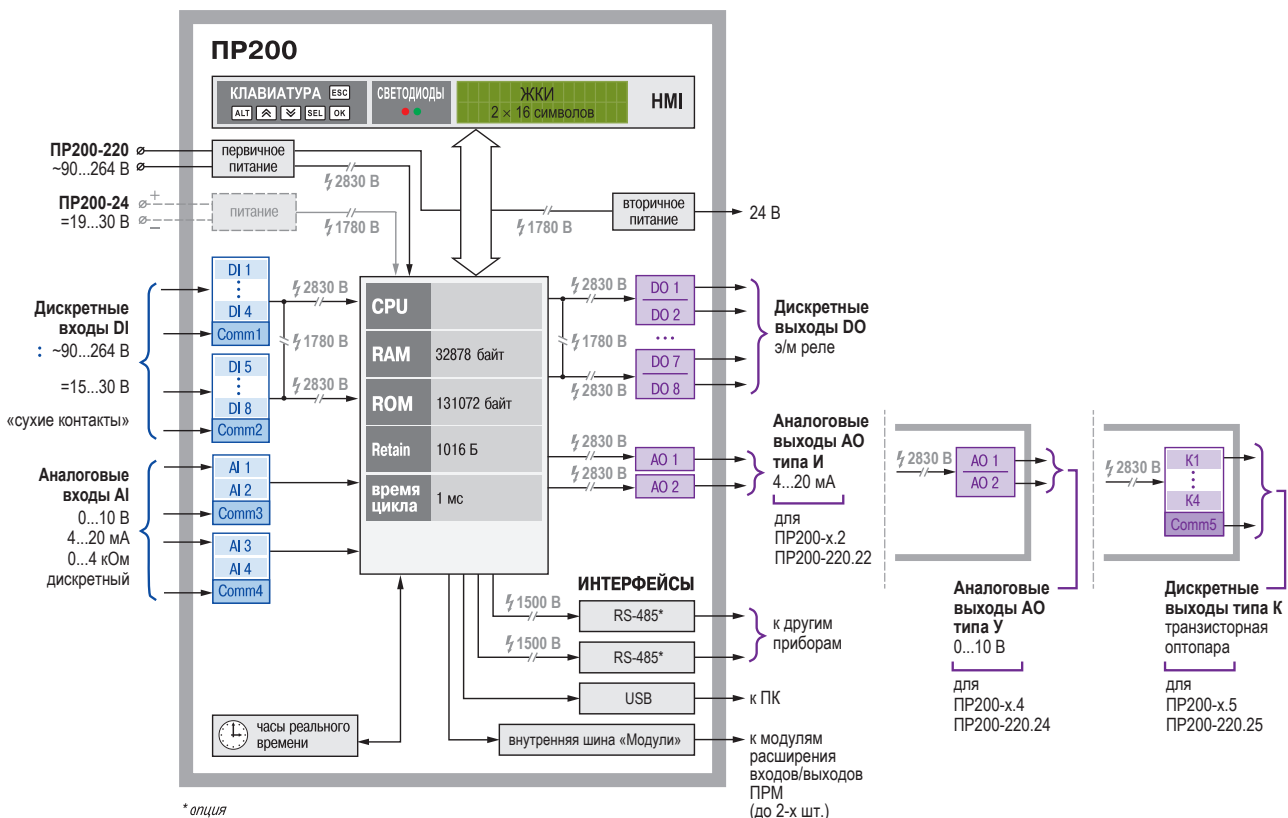 ПР200
КЛАВИАТУРА ESC
ALT SEL OK
СВЕТОДИОДЫ
ЖКИ
2 × 16 символов
HMI
ПР200-220
~90...264 В
первичное
питание
2830 В
ПР200-24
=19...30 В
+
–
питание
1780 В
1780 В
вторичное
питание
24 В
Дискретные
входы DI
: ~90...264 В
=15...30 В
«сухие контакты»
DI 1
DI 4
Comm1
DI 5
DI 8
Comm2
2830 В
1780 В
2830 В
Аналоговые
входы AI
0...10 В
4...20 мА
0...4 кОм
дискретный
AI 1
AI 2
Comm3
AI 3
AI 4
Comm4
CPU
RAM 32878 байт
ROM 131072 байт
Retain 1016 Б
время
цикла
1 мс
2830 В
1780 В
2830 В
DO 1
DO 2
...
DO 7
DO 8
Дискретные
выходы DO
э/м реле
2830 В
2830 В
AO 1
AO 2
Аналоговые
выходы АО
типа И
4...20 мА
для
ПР200-х.2
ПР200-220.22
2830 В
AO 1
AO 2
Аналоговые
выходы АО
типа У
0...10 В
для
ПР200-х.4
ПР200-220.24
2830 В
К1
К4
Comm5
Дискретные
выходы типа К
транзисторная
оптопара
для
ПР200-х.5
ПР200-220.25
ИНТЕРФЕЙСЫ
1500 В
RS-485*
1500 В
RS-485*
к другим
приборам
USB
к ПК
внутренняя шина «Модули»
к модулям
расширения
входов/выходов
ПРМ
(до 2-х шт.)
часы реального
времени
* опция